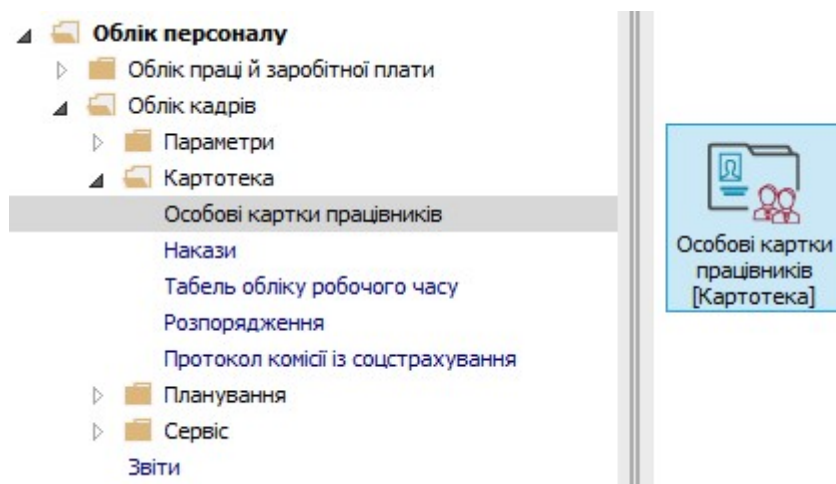 Облік персоналу
Облік праці й заробітної плати
Облік кадрів
Параметри
Картотека
Особові картки працівників
Накази
Табель обліку робочого часу
Розпорядження
Протокол комісії із соцстрахування
Планування
Сервіс
Звіти
Особові картки
працівників
[Картотека]